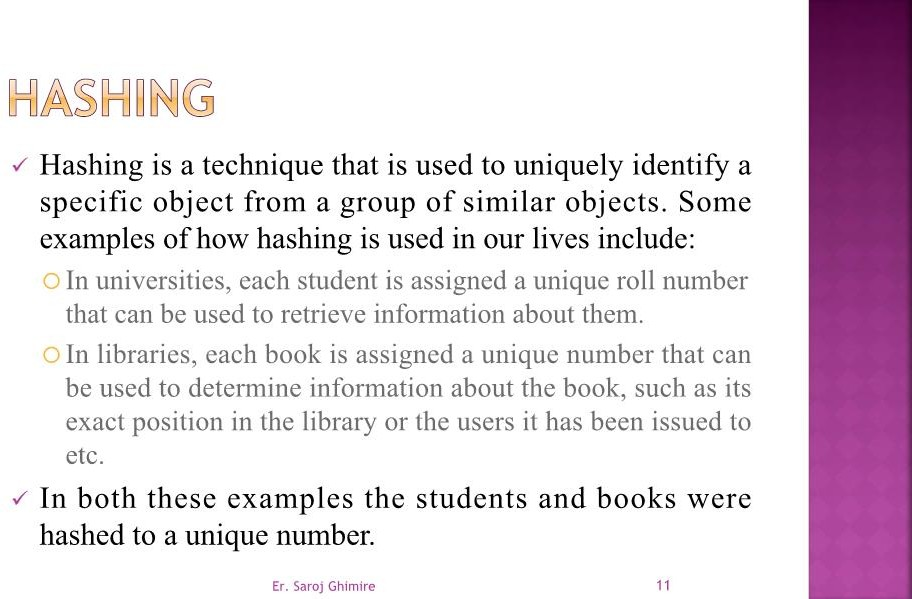 HASHING
✓ Hashing is a technique that is used to uniquely identify a
specific object from a group of similar objects. Some
examples of how hashing is used in our lives include:
○ In universities, each student is assigned a unique roll number
that can be used to retrieve information about them.
○ In libraries, each book is assigned a unique number that can
be used to determine information about the book, such as its
exact position in the library or the users it has been issued to
etc.
✓ In both these examples the students and books were
hashed to a unique number.
Er. Saroj Ghimire 11